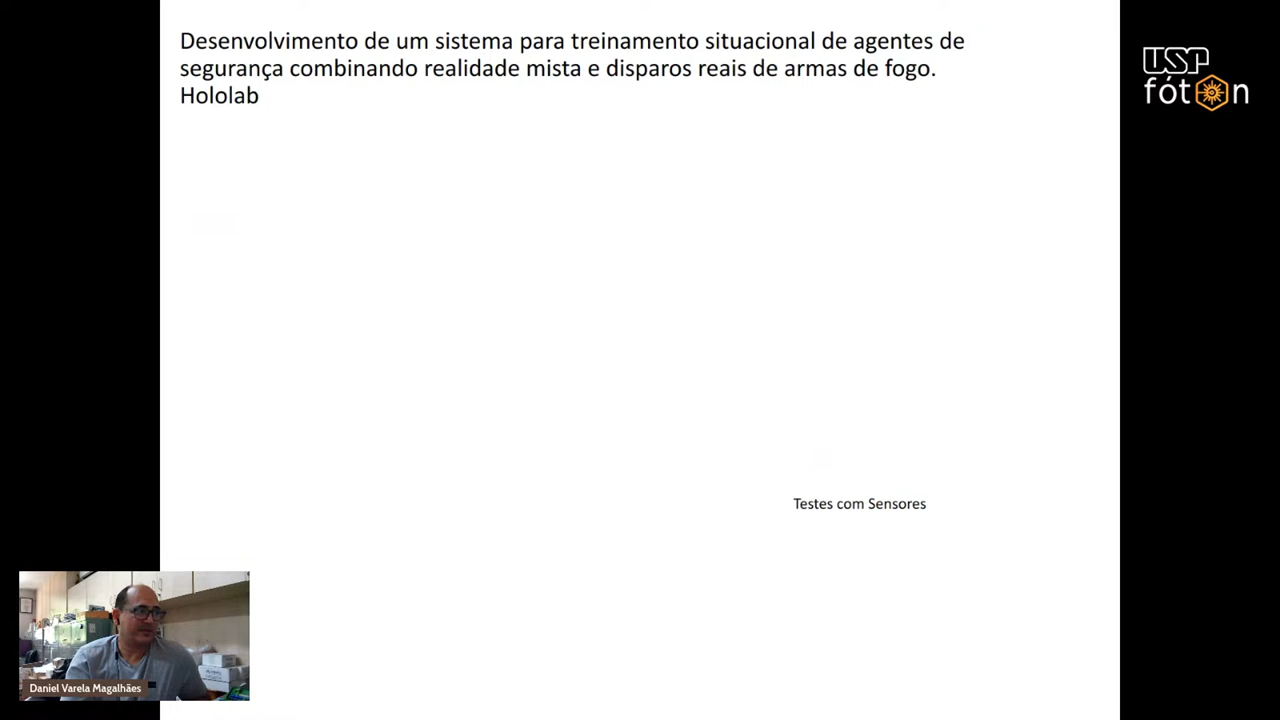 Desenvolvimento de um sistema para treinamento situacional de agentes de
segurança combinando realidade mista e disparos reais de armas de fogo.
Hololab
USP
fóton
Testes com Sensores
Daniel Varela Magalhães